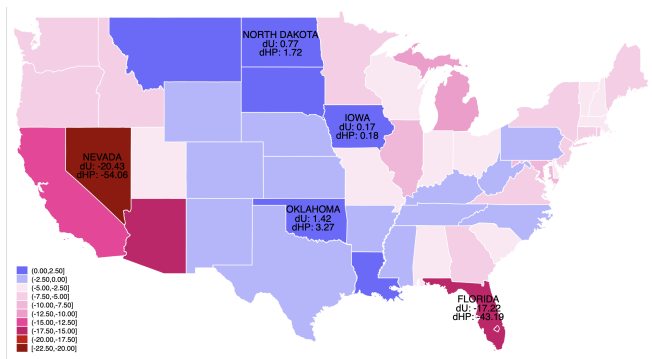 NORTH DAKOTA
dU: 0.77
dHP: 1.72
IOWA
dU: 0.17
dHP: 0.18
NEVADA
dU: -20.43
dHP: -54.06
OKLAHOMA
dU: 1.42
dHP: 3.27
FLORIDA
dU: -17.22
dHP: -43.19
(0.00,2.50]
(-2.50,0.00]
(-5.00,-2.50]
(-7.50,-5.00]
(-10.00,-7.50]
(-12.50,-10.00]
(-15.00,-12.50]
(-17.50,-15.00]
(-20.00,-17.50]
[-22.50,-20.00]